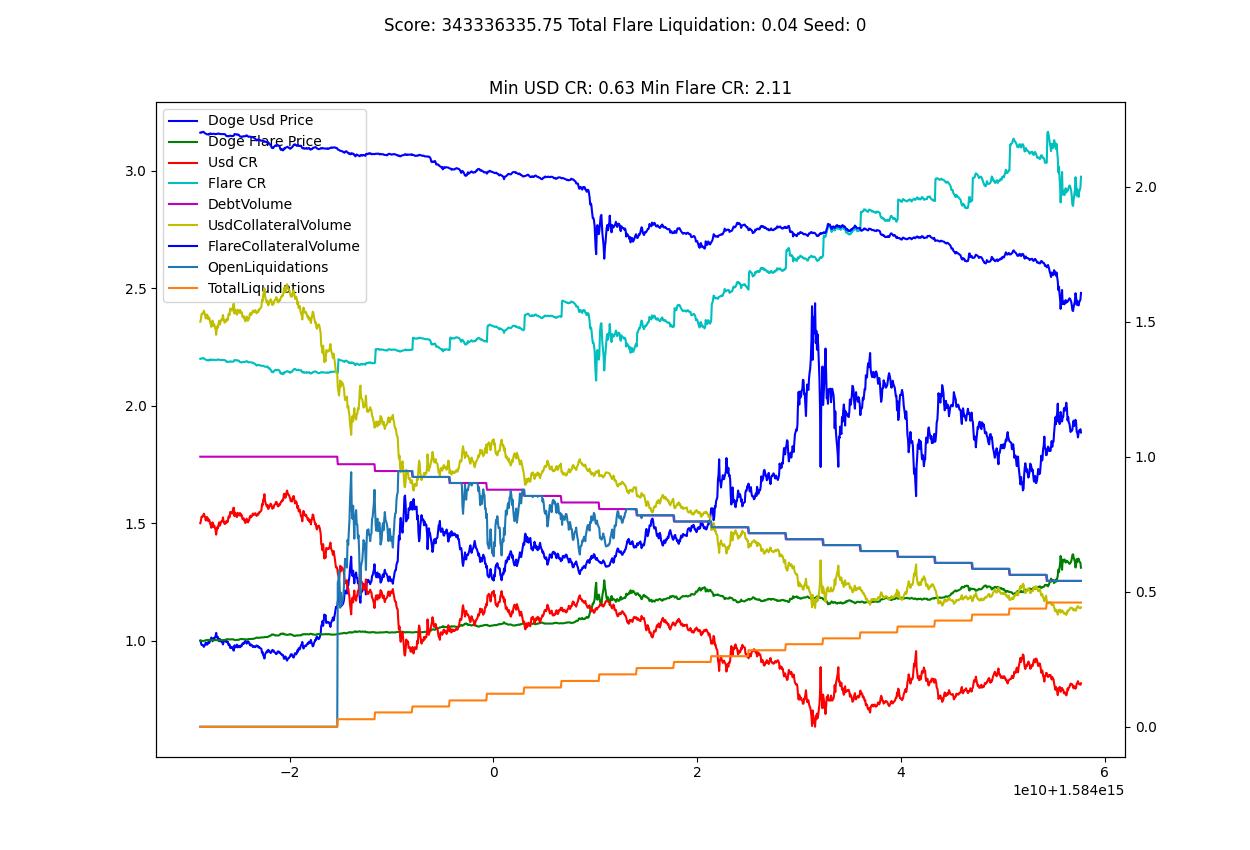 Score: 343336335.75 Total Flare Liquidation: 0.04 Seed: 0
Min USD CR: 0.63 Min Flare CR: 2.11
Doge Usd Price
Doge Flare Price
Usd CR
Flare CR
DebtVolume
UsdCollateralVolume
FlareCollateralVolume
OpenLiquidations
TotalLiquidations
3.0
2.5
2.0
1.5
1.0
2.0
1.5
1.0
0.5
0.0
−2
0
2
4
6
1e10+1.584e15